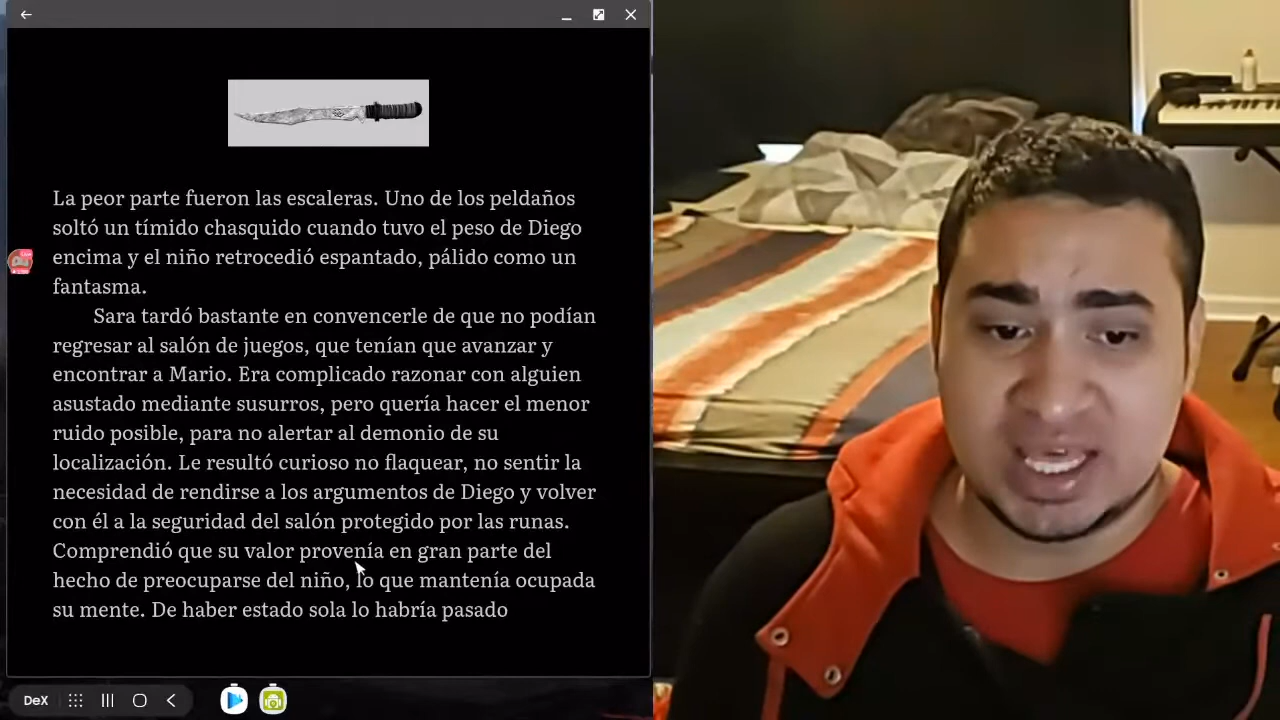 La peor parte fueron las escaleras. Uno de los peldaños
soltó un tímido chasquido cuando tuvo el peso de Diego
encima y el niño retrocedió espantado, pálido como un
fantasma.
Sara tardó bastante en convencerle de que no podían
regresar al salón de juegos, que tenían que avanzar y
encontrar a Mario. Era complicado razonar con alguien
asustado mediante susurros, pero quería hacer el menor
ruido posible, para no alertar al demonio de su
localización. Le resultó curioso no flaquear, no sentir la
necesidad de rendirse a los argumentos de Diego y volver
con él a la seguridad del salón protegido por las runas.
Comprendió que su valor provenía en gran parte del
hecho de preocuparse del niño, lo que mantenía ocupada
su mente. De haber estado sola lo habría pasado
DeX